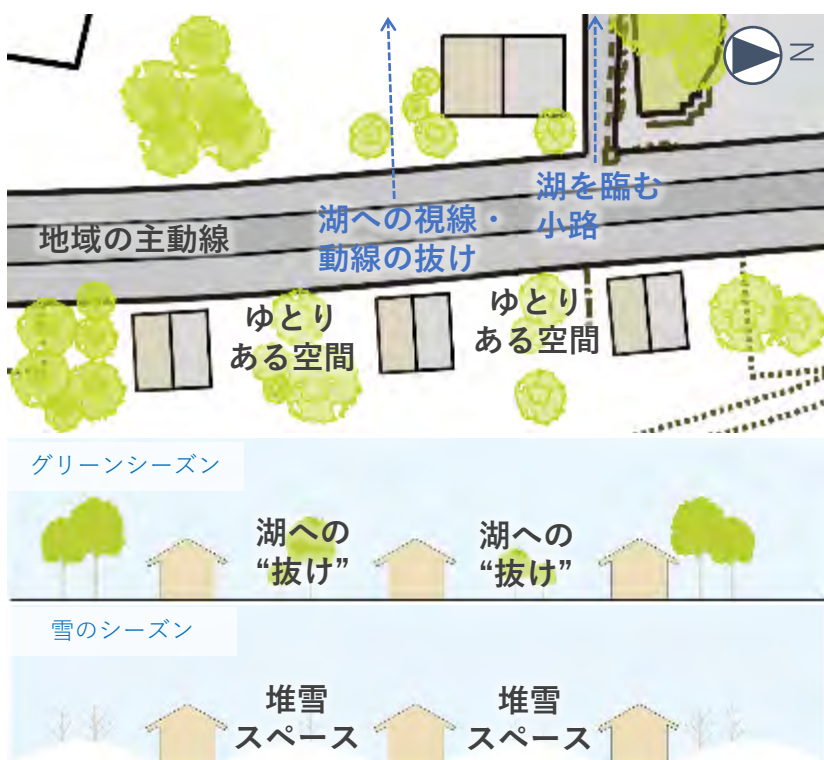 N
湖への視線・
動線の抜け
湖を臨む
小路
地域の主動線
ゆとり
ある空間
ゆとり
ある空間
グリーンシーズン
湖への
“抜け”
湖への
“抜け”
雪のシーズン
堆雪
スペース
堆雪
スペース